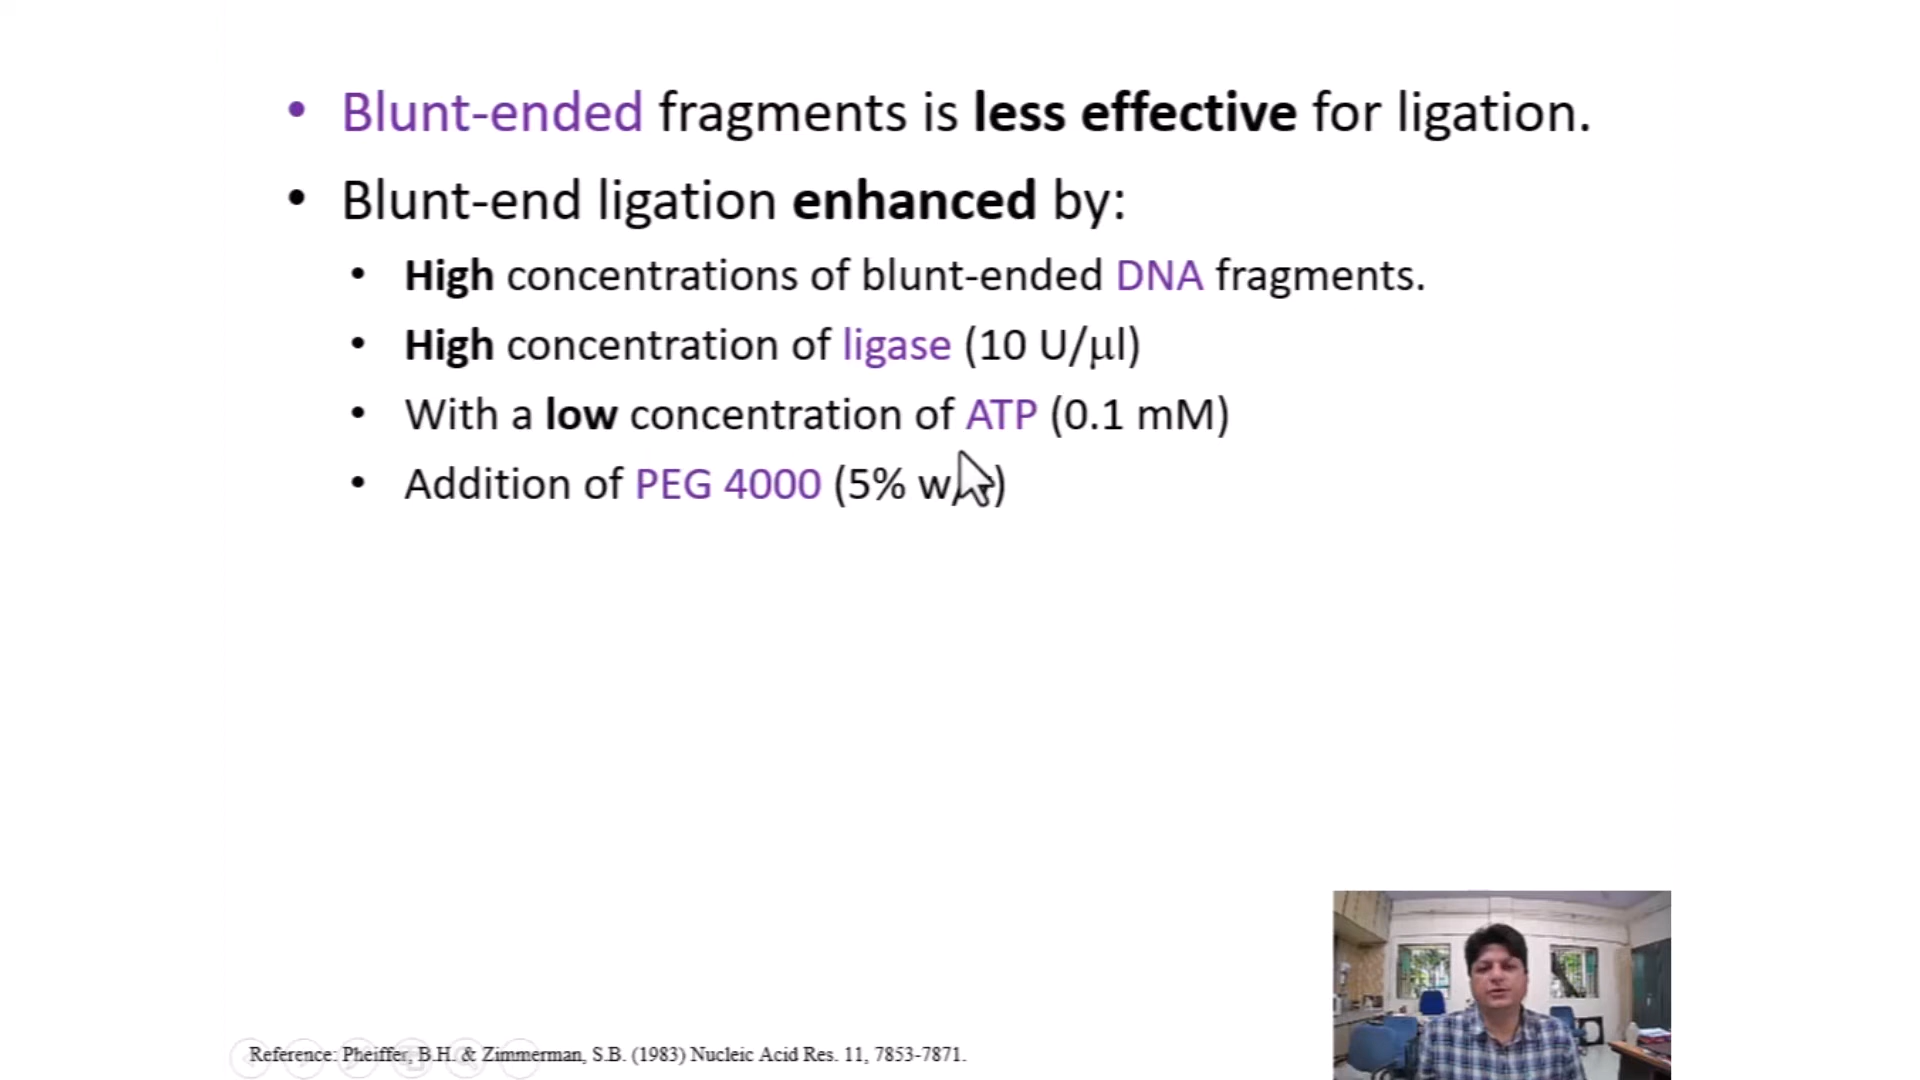 • Blunt-ended fragments is less effective for ligation.
• Blunt-end ligation enhanced by:
• High concentrations of blunt-ended DNA fragments.
• High concentration of ligase (10 U/μl)
• With a low concentration of ATP (0.1 mM)
• Addition of PEG 4000 (5%
Reference: Pheiffer, B.H. & Zimmerman, S.B. (1983) Nucleic Acid Res. 11, 7853-7871.